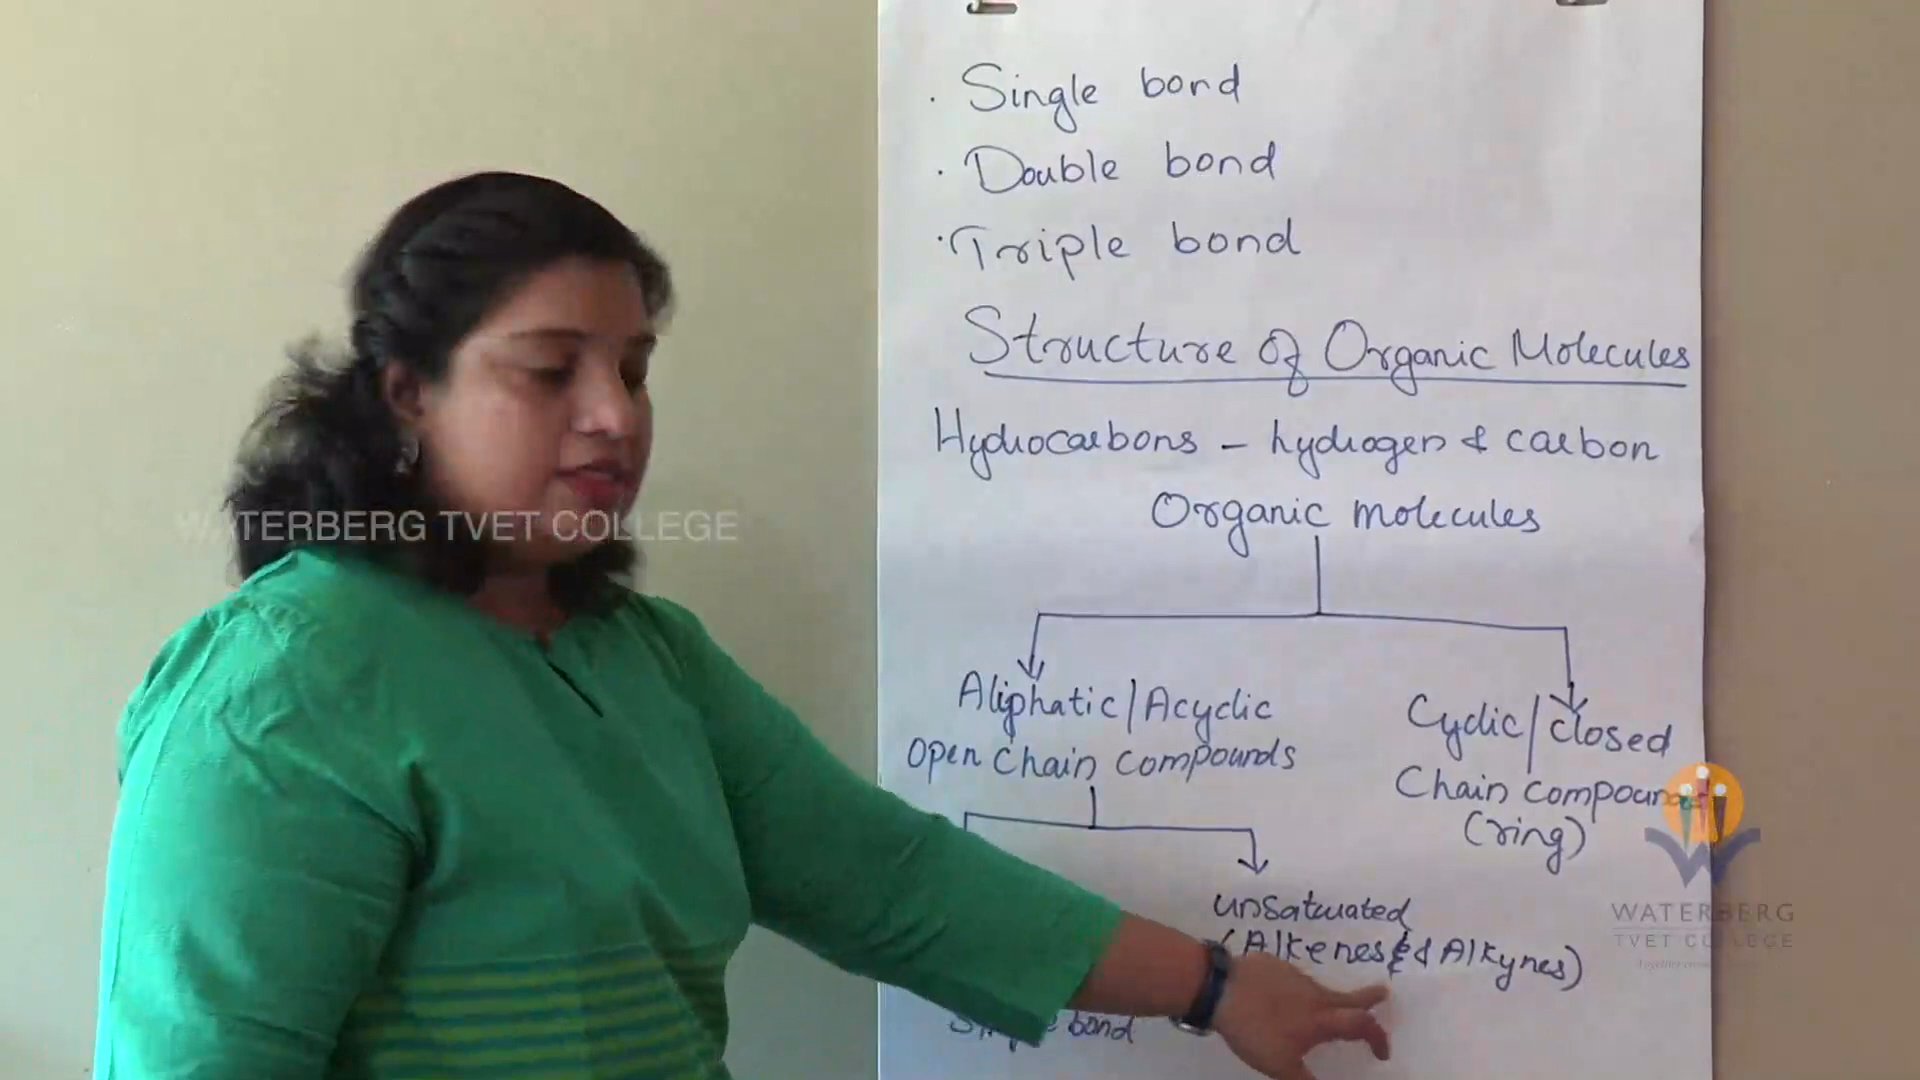 · Single bond
· Double bond
· Triple bond
Structure of Organic Molecules
Hydrocarbons – hydrogen & carbon
Organic molecules
Aliphatic/Acyclic
open chain compounds
Cyclic/closed
Chain compounds
(ring)
unsaturated
(Alkenes & Alkynes)
bond
WATERBERG TVET COLLEGE
WATERBERG
TVET COLLEGE